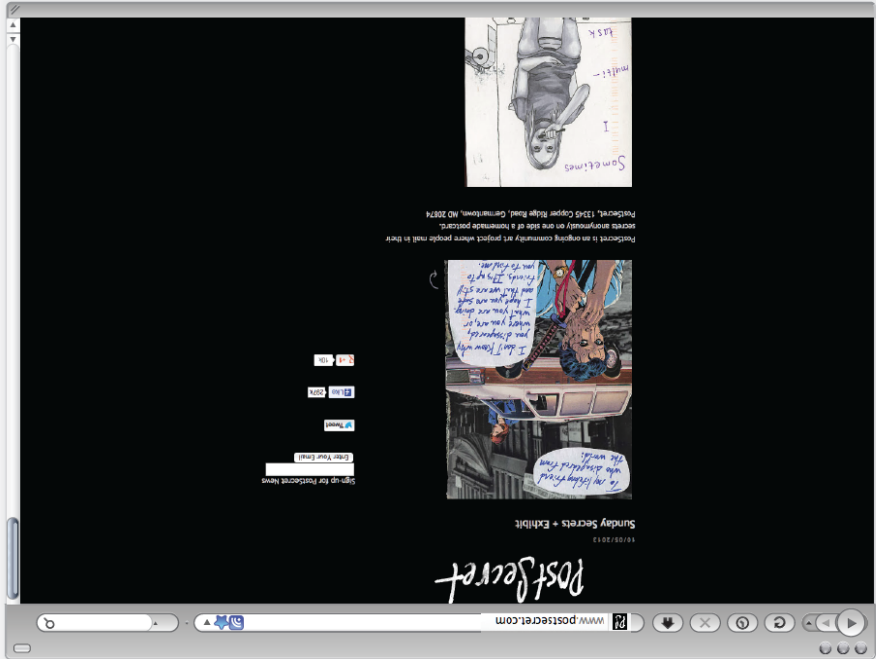 www.postsecret.com
PostSecret
10/05/2013
Sunday Secrets + Exhibit
To my lifelong friend
who disappeared from
the world:
I don't know why
you disappeared,
where you are, or
what you are doing.
I hope you are safe
and that we are still
friends. I'll try to
you to find me.
Sign-up for PostSecret News
Enter Your Email
Tweet
Like 297k
+1 10k
PostSecret is an ongoing community art project where people mail in their
secrets anonymously on one side of a homemade postcard.
PostSecret, 13345 Copper Ridge Road, Germantown, MD 20874
Sometimes
I
multi-
task